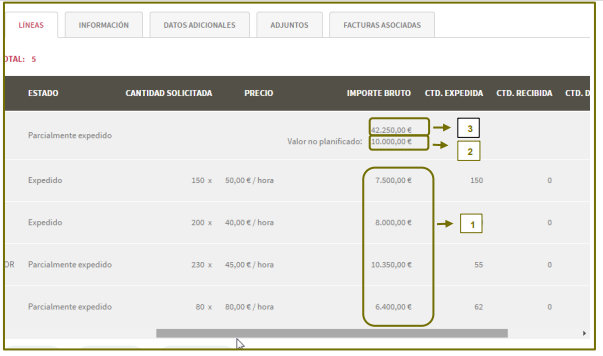 LÍNEAS INFORMACIÓN DATOS ADICIONALES ADJUNTOS FACTURAS ASOCIADAS
OTAL: 5
ESTADO CANTIDAD SOLICITADA PRECIO IMPORTE BRUTO CTD. EXPEDIDA CTD. RECIBIDA CTD. D
Parcialmente expedido 42.250,00 € 3
Valor no planificado: 10.000,00 € 2
Expedido 150 x 50,00 € / hora 7.500,00 € 150 0
Expedido 200 x 40,00 € / hora 8.000,00 € 1 0
OR Parcialmente expedido 230 x 45,00 € / hora 10.350,00 € 55 0
Parcialmente expedido 80 x 80,00 € / hora 6.400,00 € 62 0